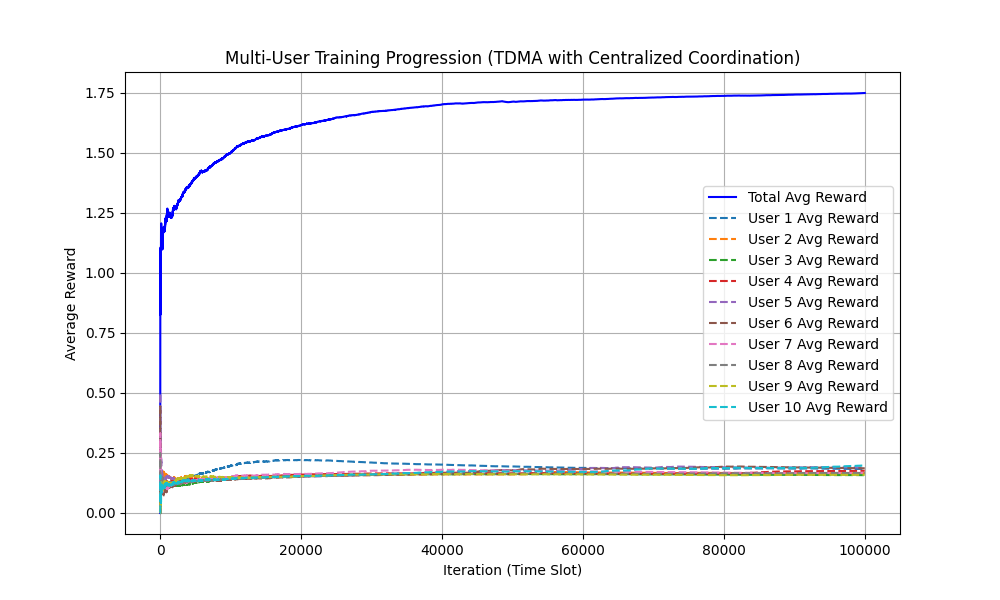 Multi-User Training Progression (TDMA with Centralized Coordination)
Average Reward
1.75
1.50
1.25
1.00
0.75
0.50
0.25
0.00
Total Avg Reward
User 1 Avg Reward
User 2 Avg Reward
User 3 Avg Reward
User 4 Avg Reward
User 5 Avg Reward
User 6 Avg Reward
User 7 Avg Reward
User 8 Avg Reward
User 9 Avg Reward
User 10 Avg Reward
0 20000 40000 60000 80000 100000
Iteration (Time Slot)